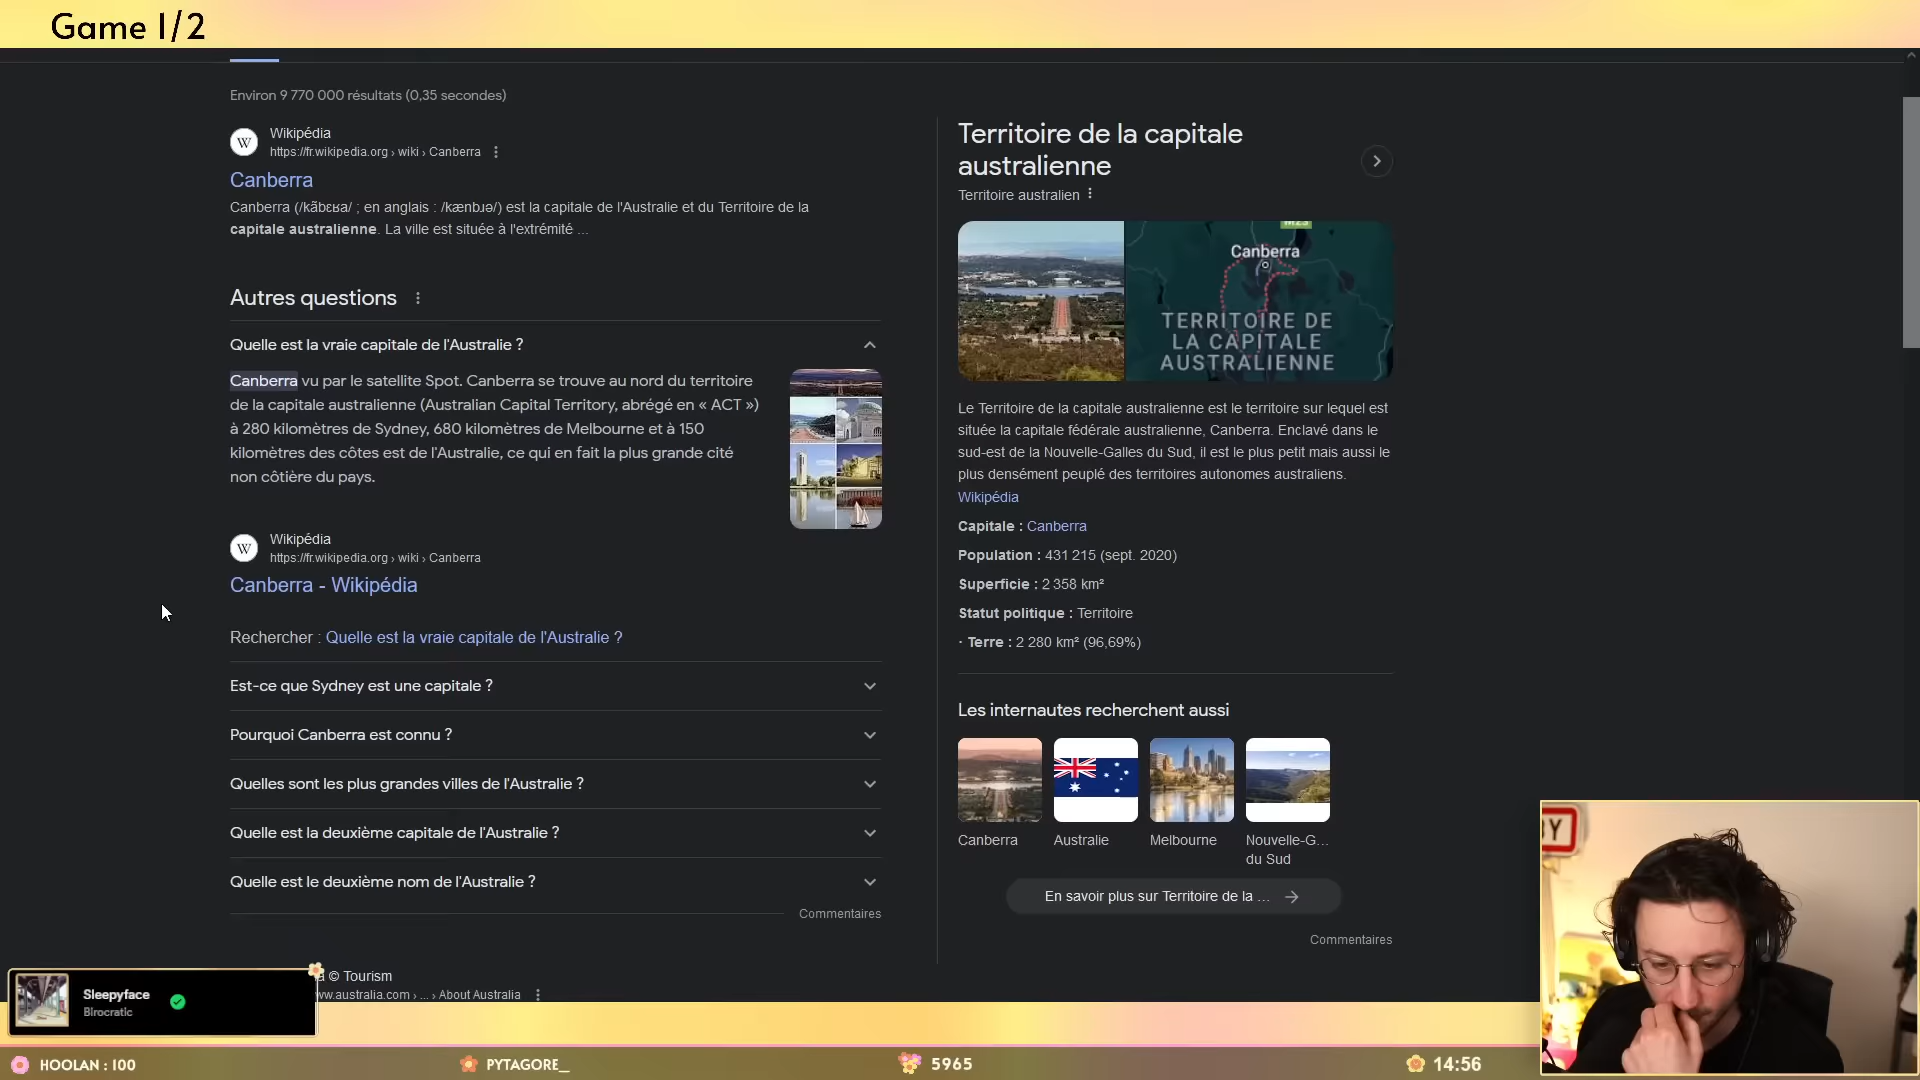 Game 1/2
Environ 9 770 000 résultats (0,35 secondes)
W
Wikipédia
https://fr.wikipedia.org › wiki › Canberra
Canberra
Canberra (/kɑ̃bɛʁa/ ; en anglais : /kænbɹə/) est la capitale de l'Australie et du Territoire de la
capitale australienne. La ville est située à l'extrémité ...
Autres questions
Quelle est la vraie capitale de l'Australie ?
Canberra vu par le satellite Spot. Canberra se trouve au nord du territoire
de la capitale australienne (Australian Capital Territory, abrégé en « ACT »)
à 280 kilomètres de Sydney, 680 kilomètres de Melbourne et à 150
kilomètres des côtes est de l'Australie, ce qui en fait la plus grande cité
non côtière du pays.
W
Wikipédia
https://fr.wikipedia.org › wiki › Canberra
Canberra - Wikipédia
Rechercher : Quelle est la vraie capitale de l'Australie ?
Est-ce que Sydney est une capitale ?
Pourquoi Canberra est connu ?
Quelles sont les plus grandes villes de l'Australie ?
Quelle est la deuxième capitale de l'Australie ?
Quelle est le deuxième nom de l'Australie ?
Commentaires
© Tourism
ww.australia.com › ... › About Australia
Territoire de la capitale
australienne
Territoire australien
M23
Canberra
TERRITOIRE DE
LA CAPITALE
AUSTRALIENNE
Le Territoire de la capitale australienne est le territoire sur lequel est
située la capitale fédérale australienne, Canberra. Enclavé dans le
sud-est de la Nouvelle-Galles du Sud, il est le plus petit mais aussi le
plus densément peuplé des territoires autonomes australiens.
Wikipédia
Capitale : Canberra
Population : 431 215 (sept. 2020)
Superficie : 2 358 km²
Statut politique : Territoire
· Terre : 2 280 km² (96,69%)
Les internautes recherchent aussi
Canberra
Australie
Melbourne
Nouvelle-G...
du Sud
En savoir plus sur Territoire de la ...
Commentaires
Y
Sleepyface
Birocratic
HOOLAN : 100
PYTAGORE_
5965
14:56